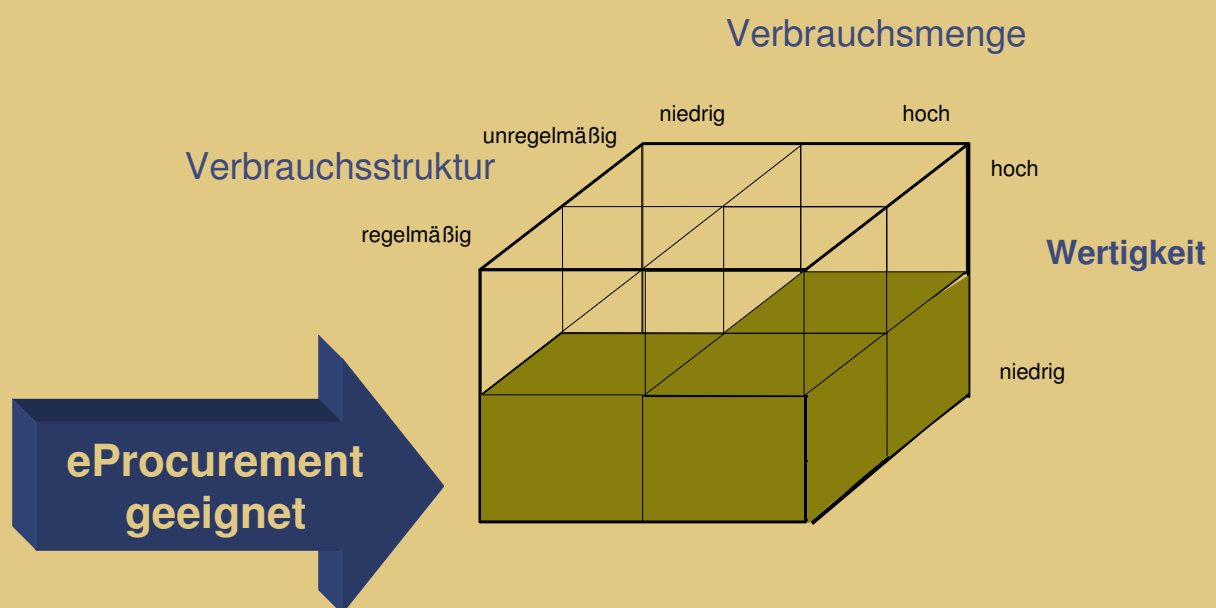 Verbrauchsmenge
niedrig
hoch
unregelmäßig
Verbrauchsstruktur
hoch
regelmäßig
Wertigkeit
niedrig
eProcurement
geeignet